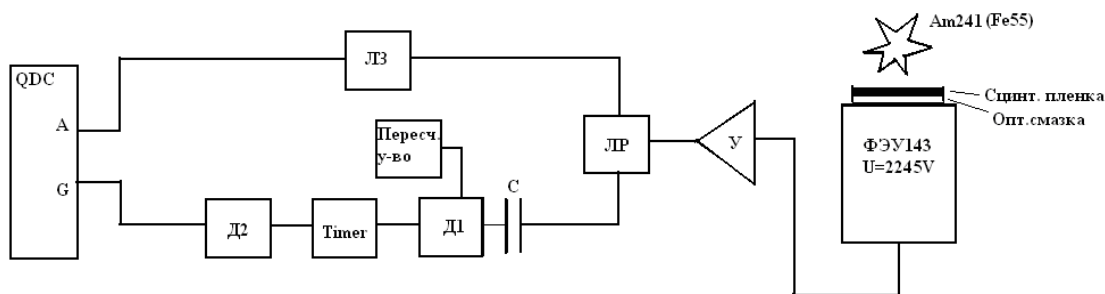 Am241 (Fe55)
QDC
ЛЗ
Сцинт. пленка
Опт.смазка
A
Пересч.
у-во
ЛР
У
ФЭУ143
U=2245V
G
C
Д2
Timer
Д1